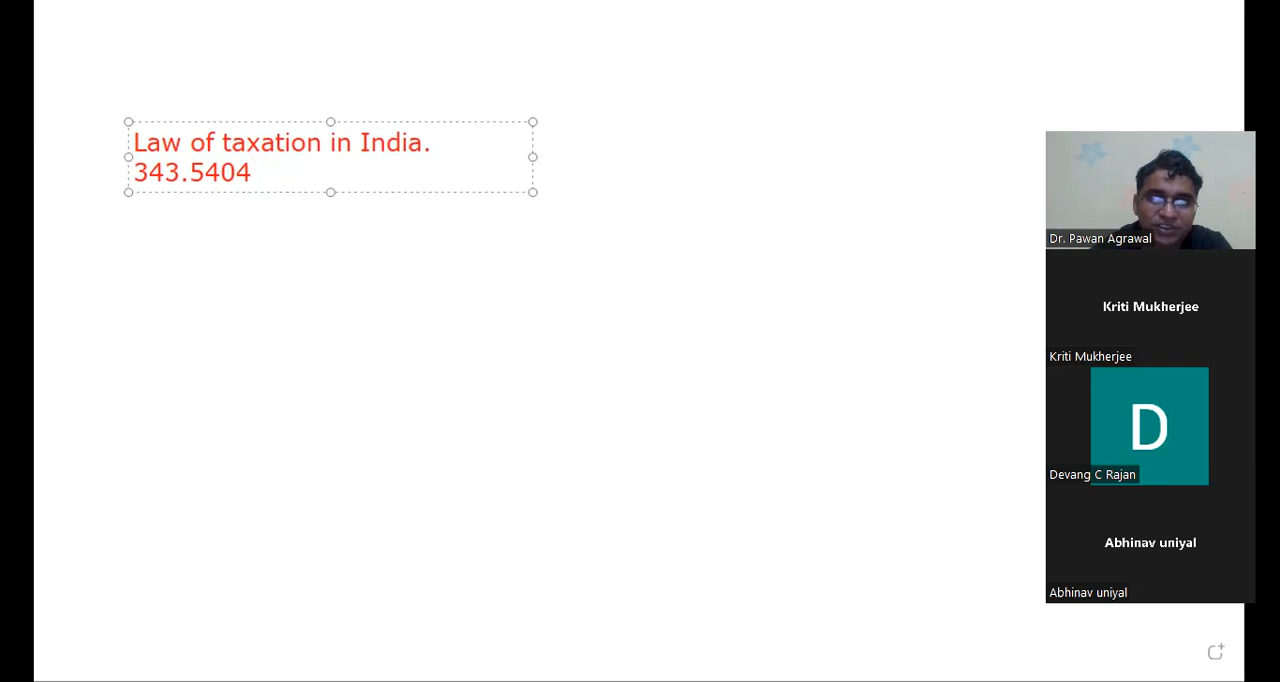 Law of taxation in India.
343.5404
Dr. Pawan Agrawal
Kriti Mukherjee
Kriti Mukherjee
D
Devang C Rajan
Abhinav uniyal
Abhinav uniyal